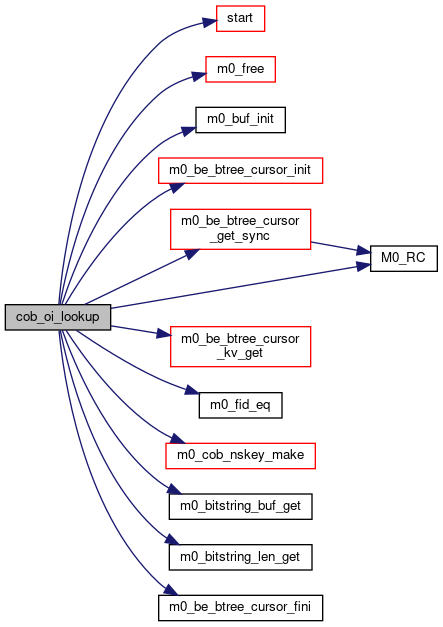 start
m0_free
m0_buf_init
m0_be_btree_cursor_init
m0_be_btree_cursor
_get_sync
M0_RC
cob_oi_lookup
m0_be_btree_cursor
_kv_get
m0_fid_eq
m0_cob_nskey_make
m0_bitstring_buf_get
m0_bitstring_len_get
m0_be_btree_cursor_fini